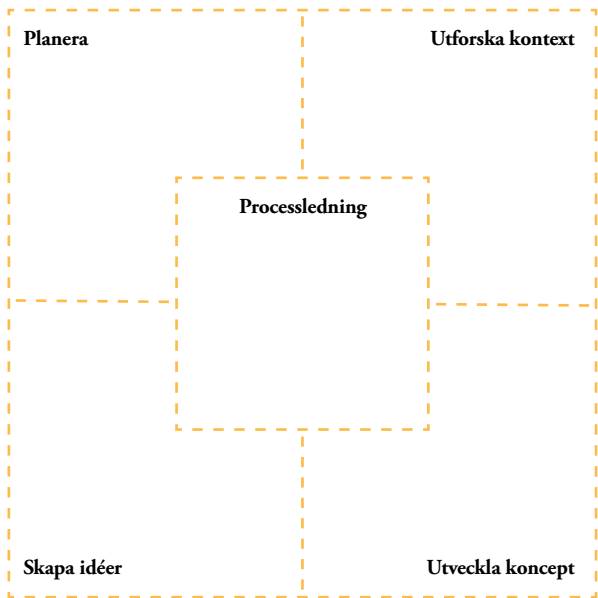 Planera
Utforska kontext
Processledning
Skapa idéer
Utveckla koncept